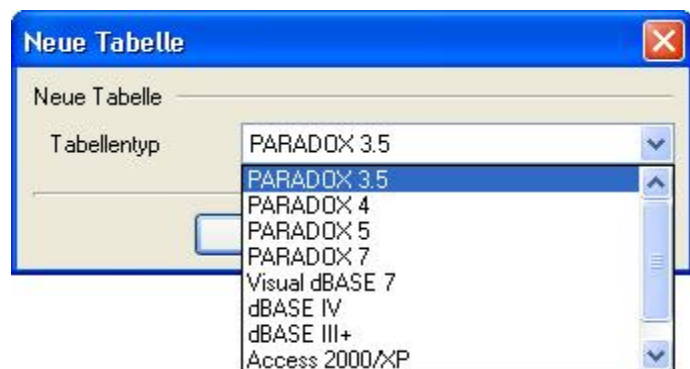 Neue Tabelle
Neue Tabelle
Tabellentyp PARADOX 3.5
PARADOX 3.5
PARADOX 4
PARADOX 5
PARADOX 7
Visual dBASE 7
dBASE IV
dBASE III+
Access 2000/XP